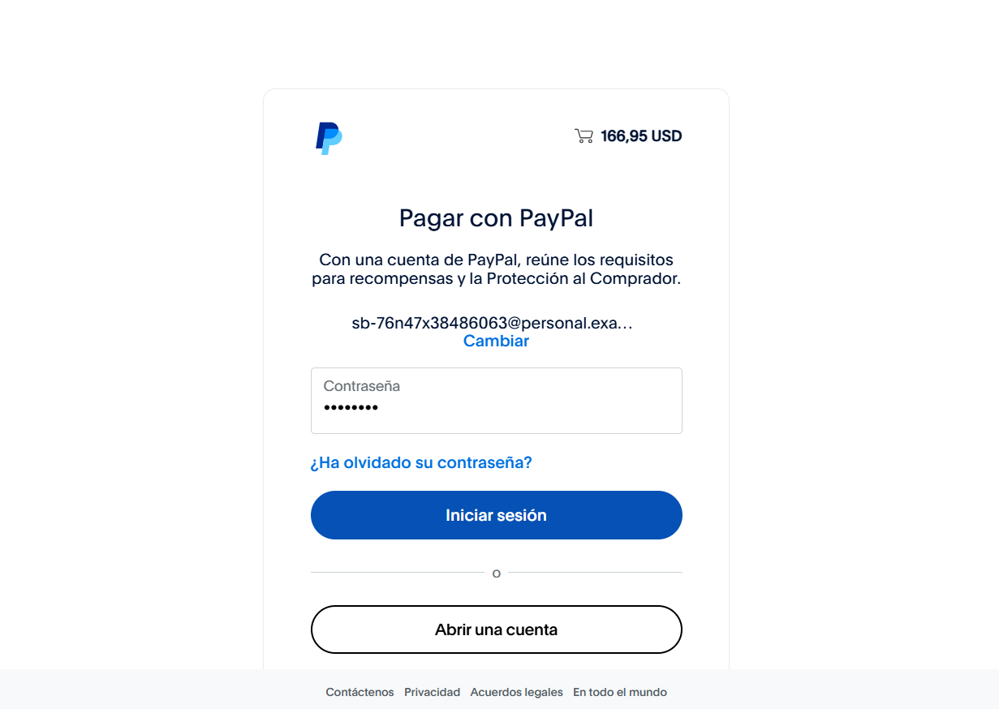 166,95 USD
Pagar con PayPal
Con una cuenta de PayPal, reúne los requisitos
para recompensas y la Protección al Comprador.
sb-76n47x38486063@personal.exa...
Cambiar
Contraseña
••••••••
¿Ha olvidado su contraseña?
Iniciar sesión
o
Abrir una cuenta
Contáctenos Privacidad Acuerdos legales En todo el mundo